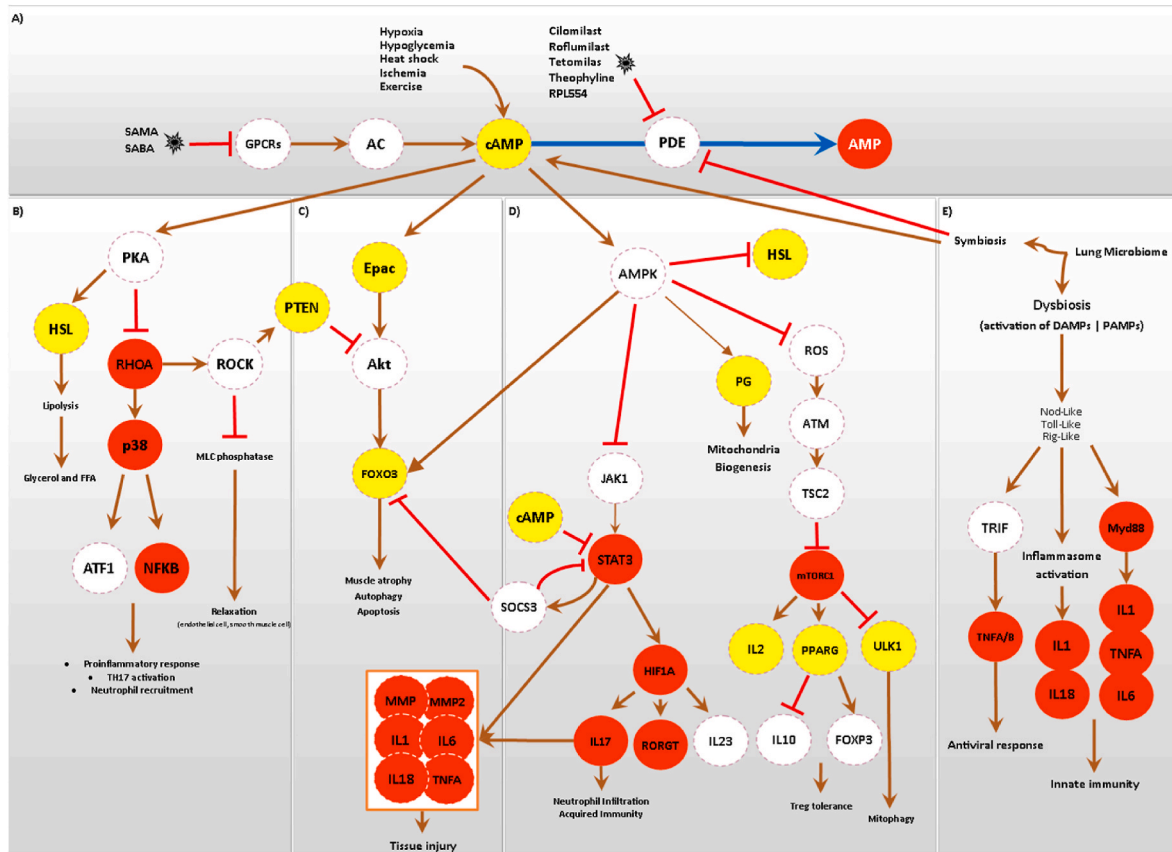 A)
Hypoxia
Hypoglycemia
Heat shock
Ischemia
Exercise
Cilomilast
Roflumilast
Tetomilas
Theophyline
RPL554
SAMA
SABA
GPCRs
AC
cAMP
PDE
AMP
B)
PKA
HSL
RHOA
ROCK
PTEN
Lipolysis
p38
MLC phosphatase
Glycerol and FFA
ATF1
NFKB
Relaxation
(endothelial cell, smooth muscle cell)
• Proinflammatory response
• TH17 activation
• Neutrophil recruitment
C)
Epac
Akt
FOXO3
Muscle atrophy
Autophagy
Apoptosis
MMP
MMP2
IL1
IL6
IL18
TNFA
Tissue injury
D)
AMPK
HSL
ROS
PG
ATM
Mitochondria
Biogenesis
JAK1
TSC2
cAMP
STAT3
mTORC1
SOCS3
IL2
PPARG
ULK1
HIF1A
IL17
RORGT
IL23
IL10
FOXP3
Neutrophil Infiltration
Acquired Immunity
Treg tolerance
Mitophagy
E)
Symbiosis
Lung Microbiome
Dysbiosis
(activation of DAMPs | PAMPs)
Nod-Like
Toll-Like
Rig-Like
TRIF
Myd88
Inflammasome
activation
TNFA/B
IL1
IL18
IL1
TNFA
IL6
Antiviral response
Innate immunity